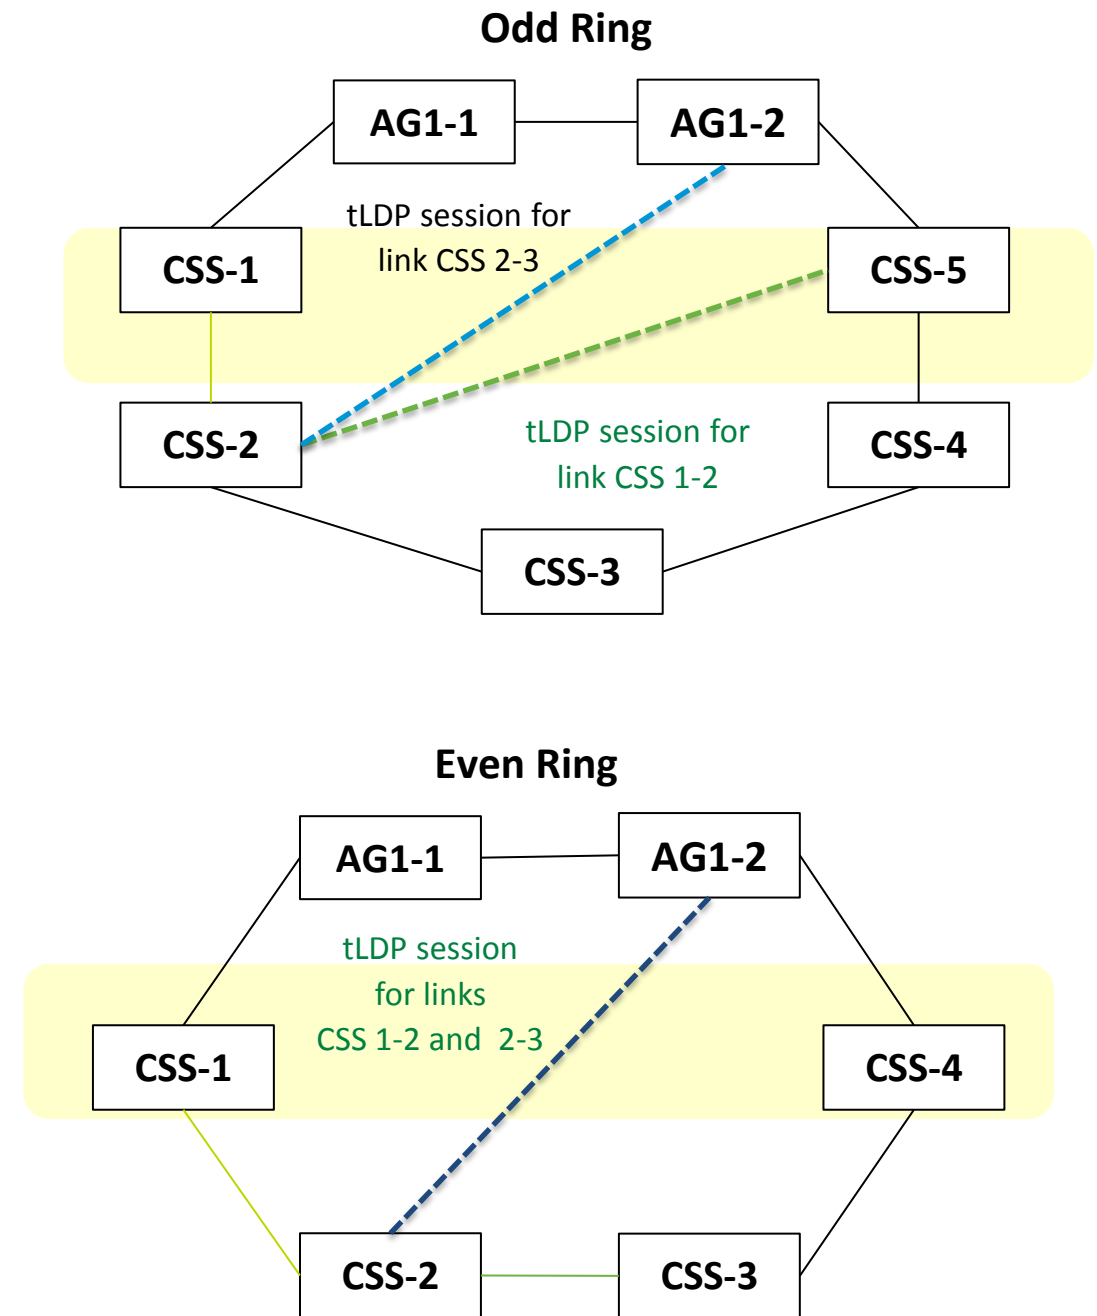 Odd Ring
AG1-1
AG1-2
tLDP session for
link CSS 2-3
CSS-1
CSS-5
CSS-2
tLDP session for
link CSS 1-2
CSS-4
CSS-3
Even Ring
AG1-1
AG1-2
tLDP session
for links
CSS 1-2 and 2-3
CSS-1
CSS-4
CSS-2
CSS-3